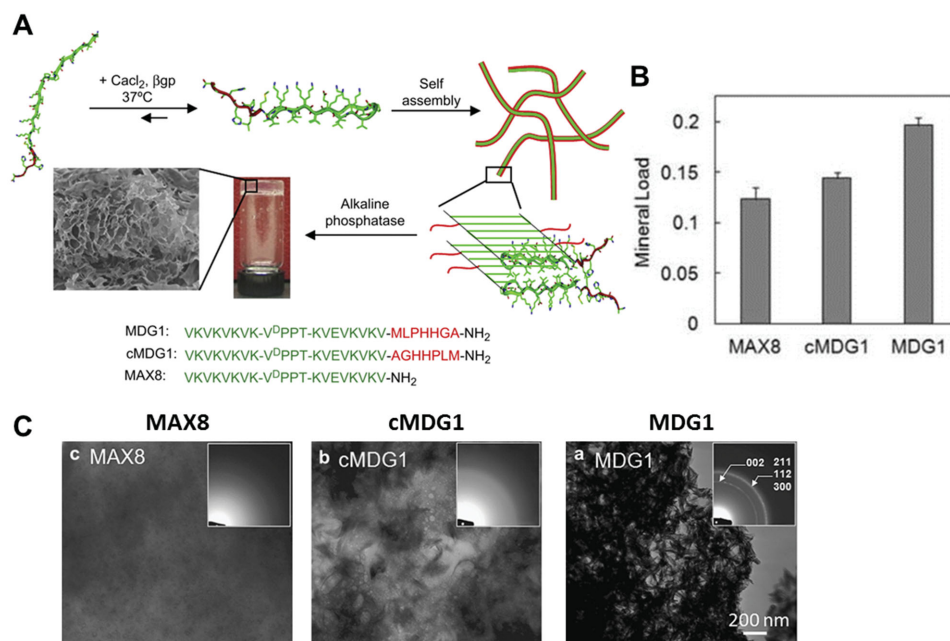 A
+ Cacl₂, βgp
37ºC
Self
assembly
Alkaline
phosphatase
MDG1: VKVKVKVK-VᴰPPT-KVEVKVKV-MLPHHGA-NH₂
cMDG1: VKVKVKVK-VᴰPPT-KVEVKVKV-AGHHPLM-NH₂
MAX8: VKVKVKVK-VᴰPPT-KVEVKVKV-NH₂
B
Mineral Load
0.2
0.15
0.1
0.05
0
MAX8 cMDG1 MDG1
C
MAX8 cMDG1 MDG1
c MAX8
b cMDG1
a MDG1
002 211
112
300
200 nm